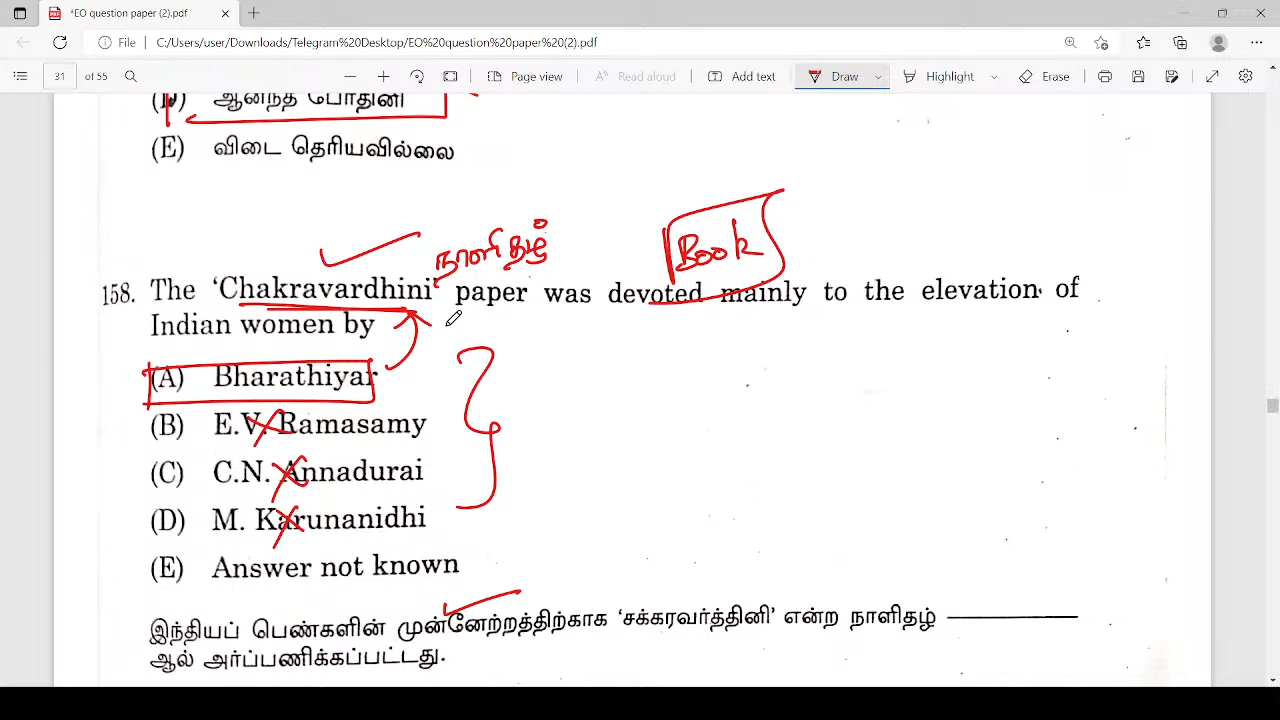 *EO question paper (2).pdf
File C:/Users/user/Downloads/Telegram%20Desktop/EO%20question%20paper%20(2).pdf
31 of 55 Page view Read aloud Add text Draw Highlight Erase
(D) ஆனந்த போதினி
(E) விடை தெரியவில்லை
நாளிதழ்
Book
158. The ‘Chakravardhini’ paper was devoted mainly to the elevation of
Indian women by
(A) Bharathiyar
(B) E.V. Ramasamy
(C) C.N. Annadurai
(D) M. Karunanidhi
(E) Answer not known
இந்தியப் பெண்களின் முன்னேற்றத்திற்காக ‘சக்கரவர்த்தினி’ என்ற நாளிதழ்
ஆல் அர்ப்பணிக்கப்பட்டது.